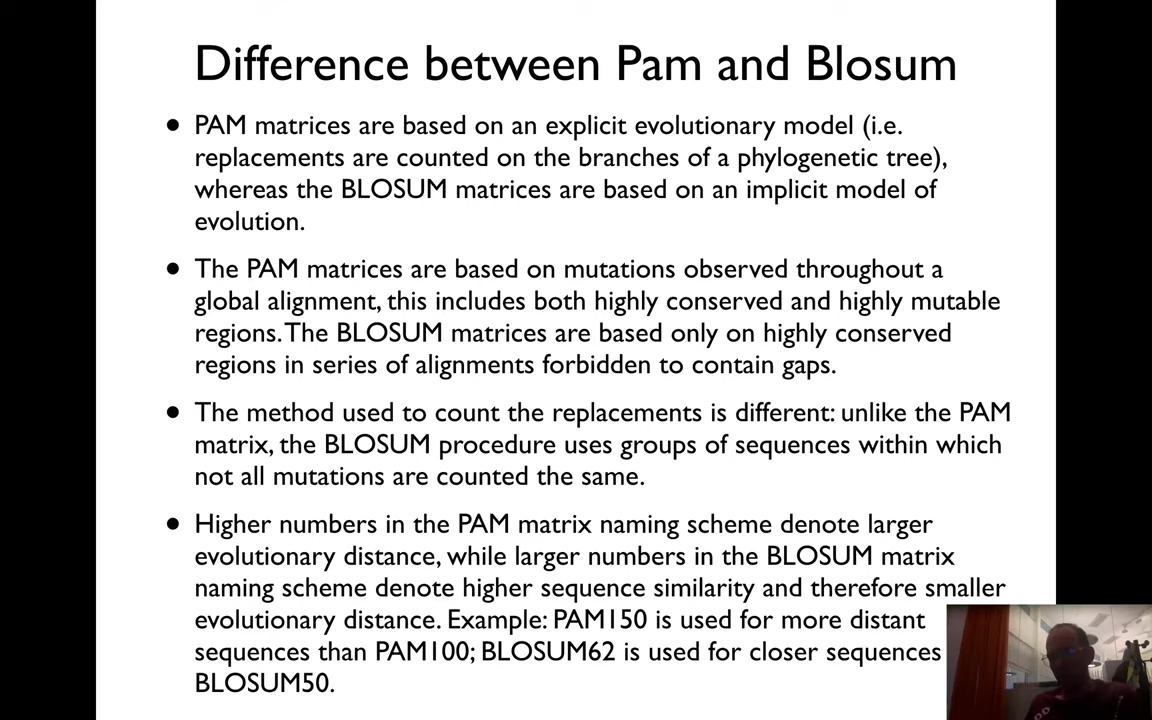 Difference between Pam and Blosum
• PAM matrices are based on an explicit evolutionary model (i.e.
replacements are counted on the branches of a phylogenetic tree),
whereas the BLOSUM matrices are based on an implicit model of
evolution.
• The PAM matrices are based on mutations observed throughout a
global alignment, this includes both highly conserved and highly mutable
regions. The BLOSUM matrices are based only on highly conserved
regions in series of alignments forbidden to contain gaps.
• The method used to count the replacements is different: unlike the PAM
matrix, the BLOSUM procedure uses groups of sequences within which
not all mutations are counted the same.
• Higher numbers in the PAM matrix naming scheme denote larger
evolutionary distance, while larger numbers in the BLOSUM matrix
naming scheme denote higher sequence similarity and therefore smaller
evolutionary distance. Example: PAM150 is used for more distant
sequences than PAM100; BLOSUM62 is used for closer sequences
BLOSUM50.